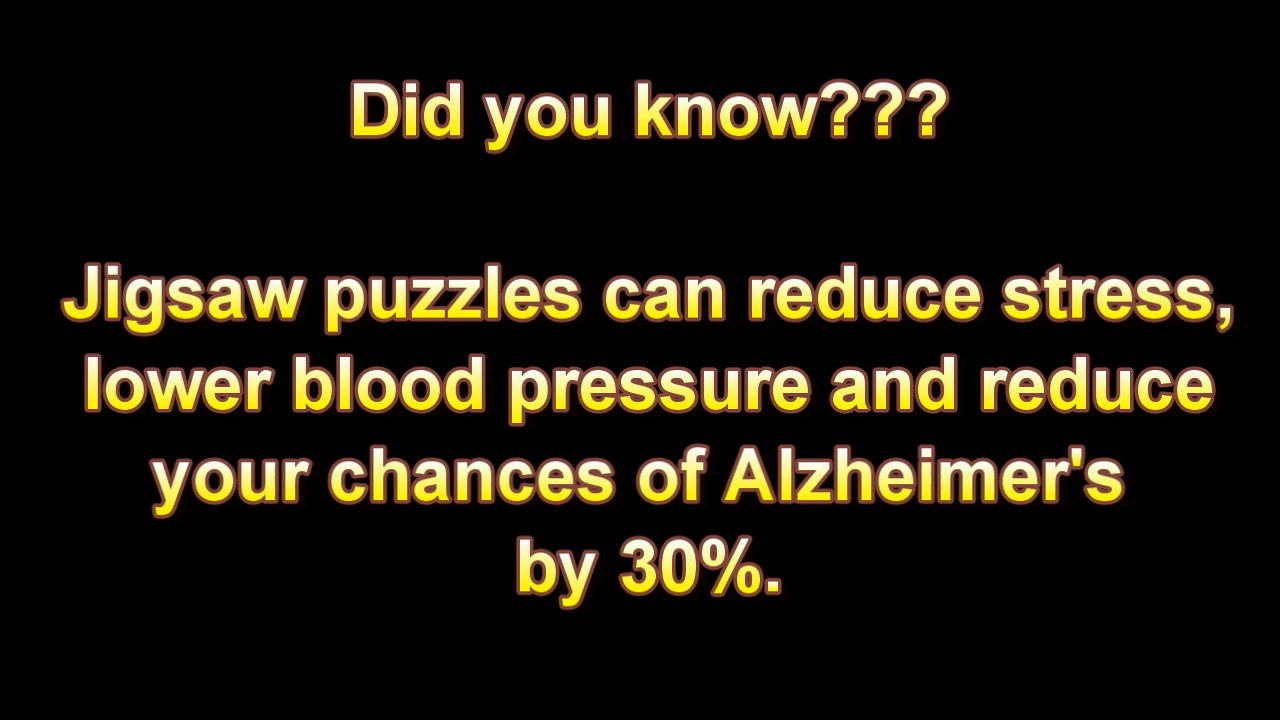 Did you know???
Jigsaw puzzles can reduce stress,
lower blood pressure and reduce
your chances of Alzheimer's
by 30%.